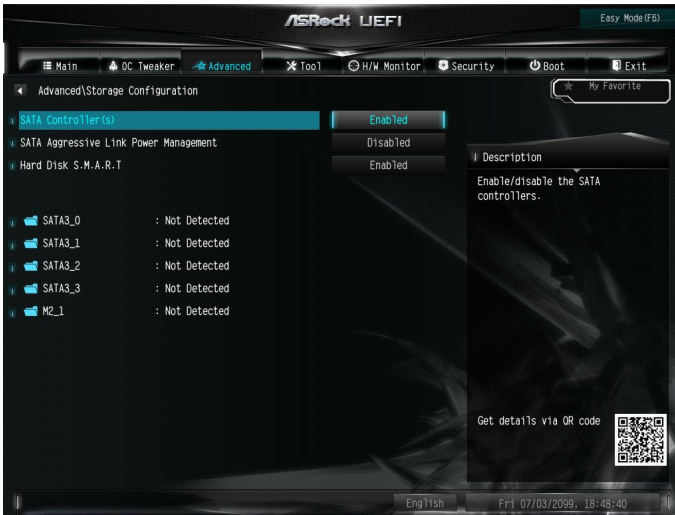 ASRock UEFI
Easy Mode(F6)
Main
OC Tweaker
Advanced
Tool
H/W Monitor
Security
Boot
Exit
Advanced\Storage Configuration
My Favorite
SATA Controller(s) Enabled
SATA Aggressive Link Power Management Disabled
Hard Disk S.M.A.R.T Enabled
SATA3_0 : Not Detected
SATA3_1 : Not Detected
SATA3_2 : Not Detected
SATA3_3 : Not Detected
M2_1 : Not Detected
Description
Enable/disable the SATA
controllers.
Get details via QR code
English
Fri 07/03/2099, 18:48:40